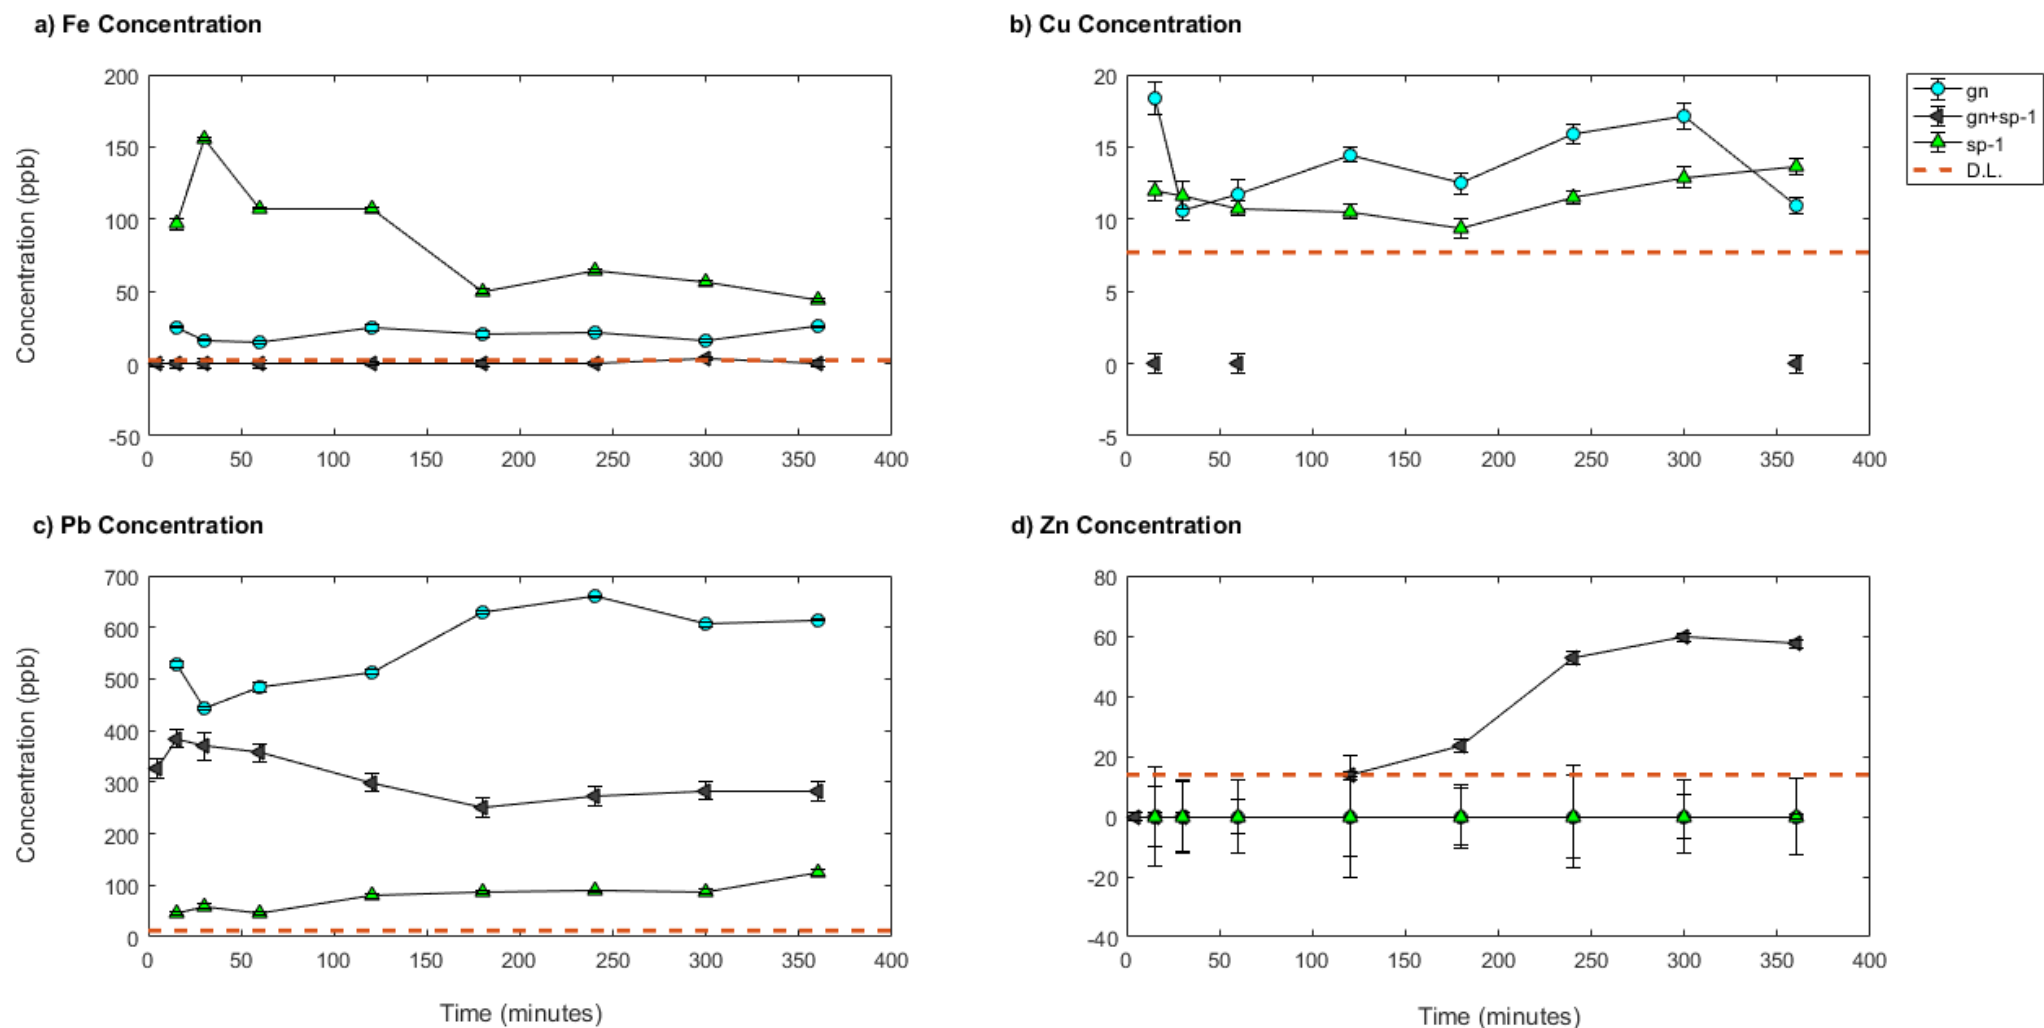 a) Fe Concentration
200
150
100
50
0
-50
0 50 100 150 200 250 300 350 400
Concentration (ppb)
b) Cu Concentration
20
15
10
5
0
-5
0 50 100 150 200 250 300 350 400
gn
gn+sp-1
sp-1
D.L.
c) Pb Concentration
700
600
500
400
300
200
100
0
0 50 100 150 200 250 300 350 400
Concentration (ppb)
Time (minutes)
d) Zn Concentration
80
60
40
20
0
-20
-40
0 50 100 150 200 250 300 350 400
Time (minutes)